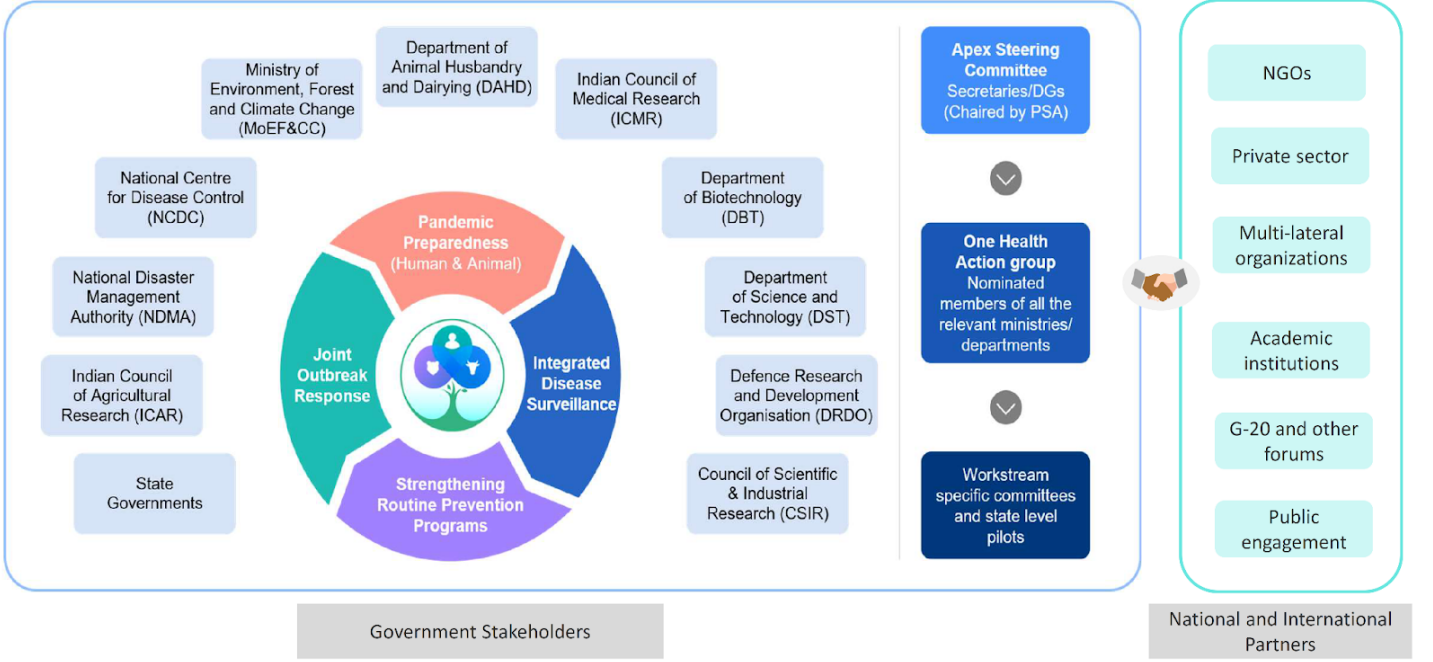 Department of
Animal Husbandry
and Dairying (DAHD)
Ministry of
Environment, Forest
and Climate Change
(MoEF&CC)
Indian Council of
Medical Research
(ICMR)
National Centre
for Disease Control
(NCDC)
Department
of Biotechnology
(DBT)
National Disaster
Management
Authority (NDMA)
Department
of Science and
Technology (DST)
Indian Council
of Agricultural
Research (ICAR)
Defence Research
and Development
Organisation (DRDO)
State
Governments
Council of Scientific
& Industrial
Research (CSIR)
Pandemic
Preparedness
(Human & Animal)
Joint
Outbreak
Response
Integrated
Disease
Surveillance
Strengthening
Routine Prevention
Programs
Apex Steering
Committee
Secretaries/DGs
(Chaired by PSA)
One Health
Action group
Nominated
members of all the
relevant ministries/
departments
Workstream
specific committees
and state level
pilots
NGOs
Private sector
Multi-lateral
organizations
Academic
institutions
G-20 and other
forums
Public
engagement
Government Stakeholders
National and International
Partners